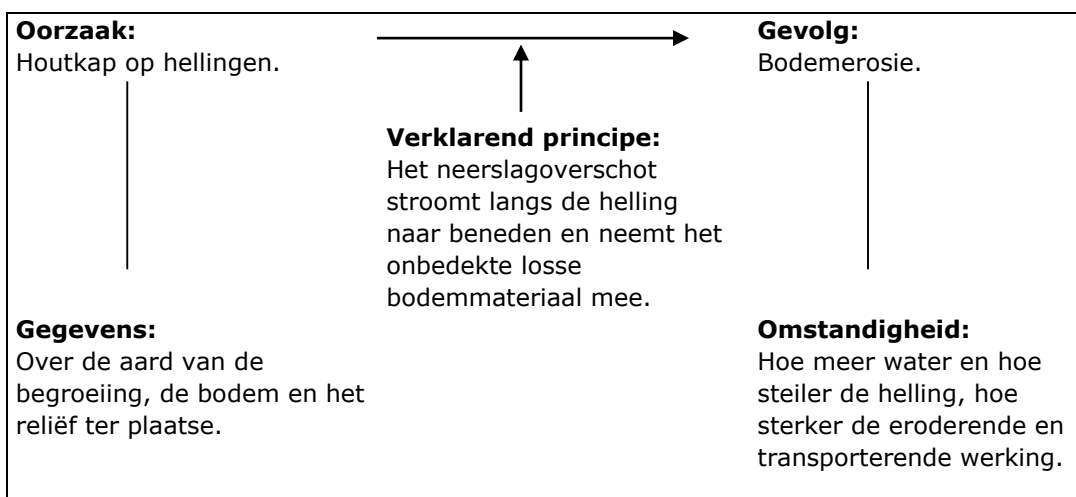 Oorzaak:
Houtkap op hellingen.
Gevolg:
Bodemerosie.
Verklarend principe:
Het neerslagoverschot
stroomt langs de helling
naar beneden en neemt het
onbedekte losse
bodemmateriaal mee.
Gegevens:
Over de aard van de
begroeiing, de bodem en het
reliëf ter plaatse.
Omstandigheid:
Hoe meer water en hoe
steiler de helling, hoe
sterker de eroderende en
transporterende werking.